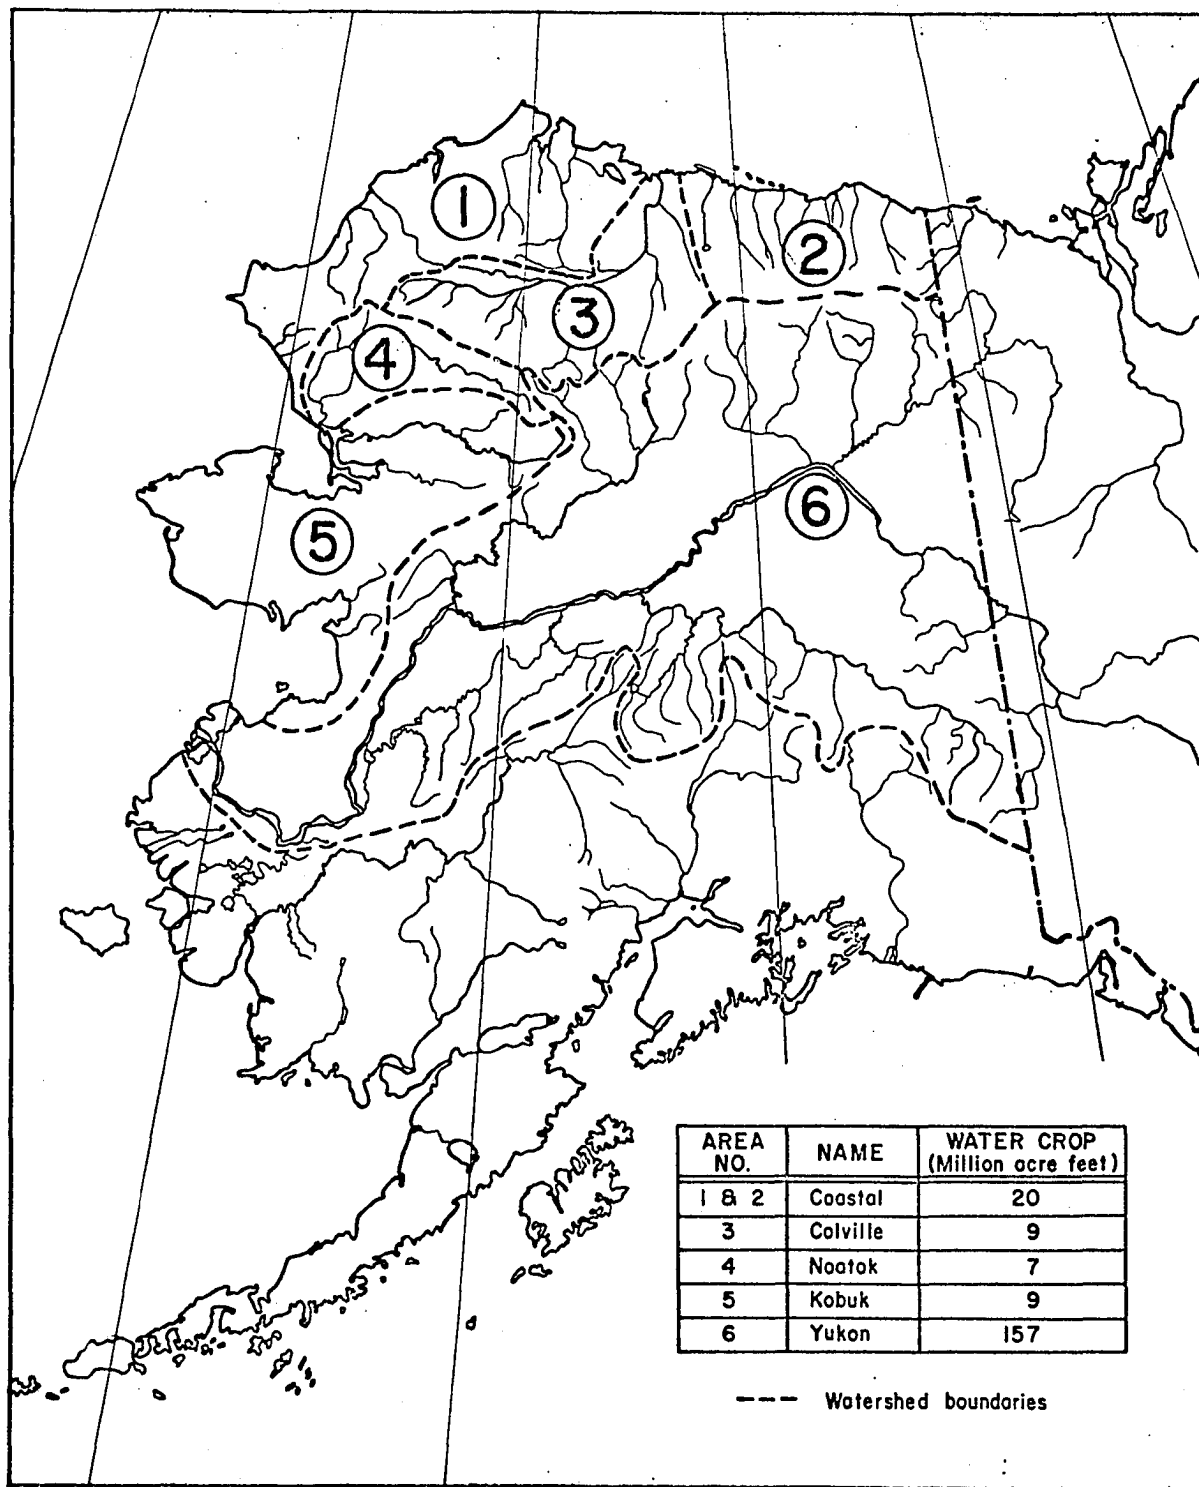 1
2
3
4
5
6
AREA NO. NAME WATER CROP (Million acre feet)
1 & 2 Coastal 20
3 Colville 9
4 Noatok 7
5 Kobuk 9
6 Yukon 157
Watershed boundaries